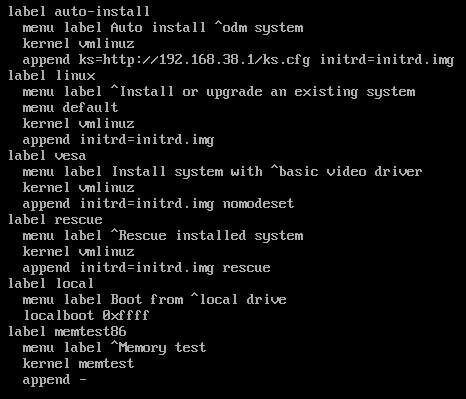 label auto-install
  menu label Auto install ^odm system
  kernel vmlinuz
  append ks=http://192.168.38.1/ks.cfg initrd=initrd.img
label linux
  menu label ^Install or upgrade an existing system
  menu default
  kernel vmlinuz
  append initrd=initrd.img
label vesa
  menu label Install system with ^basic video driver
  kernel vmlinuz
  append initrd=initrd.img nomodeset
label rescue
  menu label ^Rescue installed system
  kernel vmlinuz
  append initrd=initrd.img rescue
label local
  menu label Boot from ^local drive
  localboot 0xffff
label memtest86
  menu label ^Memory test
  kernel memtest
  append -